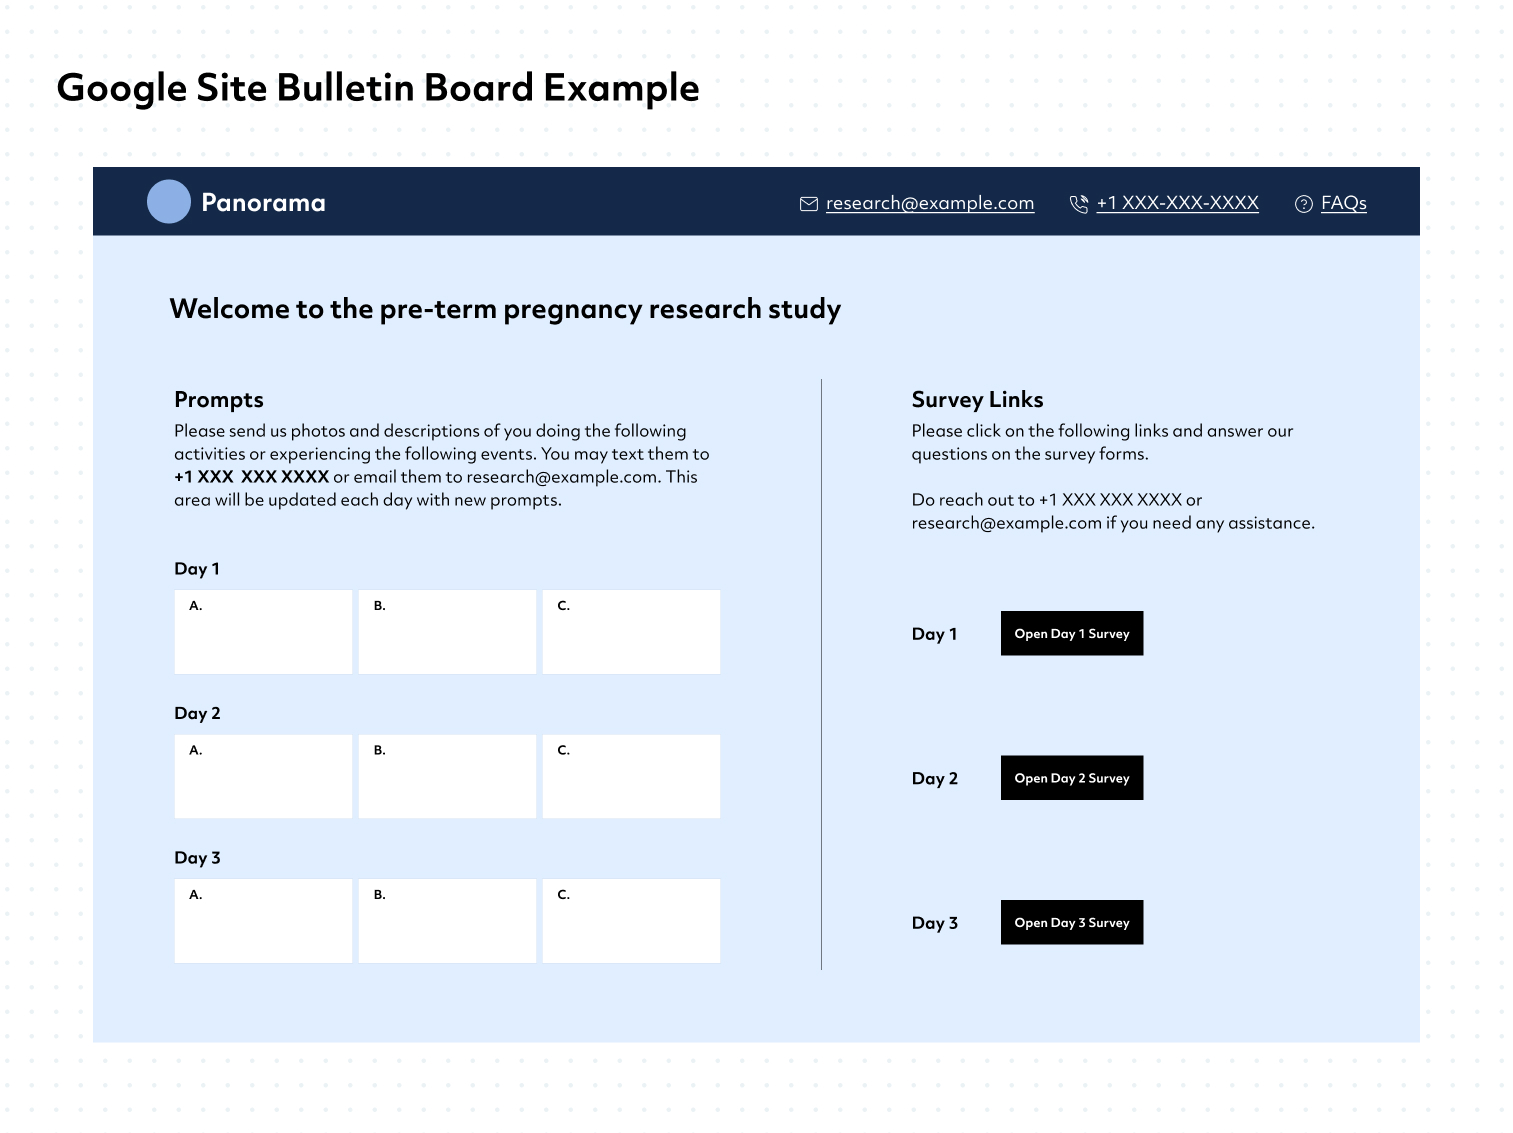 Google Site Bulletin Board Example
Panorama
research@example.com
+1 XXX-XXX-XXXX
FAQs
Welcome to the pre-term pregnancy research study
Prompts
Please send us photos and descriptions of you doing the following
activities or experiencing the following events. You may text them to
+1 XXX  XXX XXXX or email them to research@example.com. This
area will be updated each day with new prompts.
Day 1
A.
B.
C.
Day 2
A.
B.
C.
Day 3
A.
B.
C.
Survey Links
Please click on the following links and answer our
questions on the survey forms.
Do reach out to +1 XXX XXX XXXX or
research@example.com if you need any assistance.
Day 1
Open Day 1 Survey
Day 2
Open Day 2 Survey
Day 3
Open Day 3 Survey